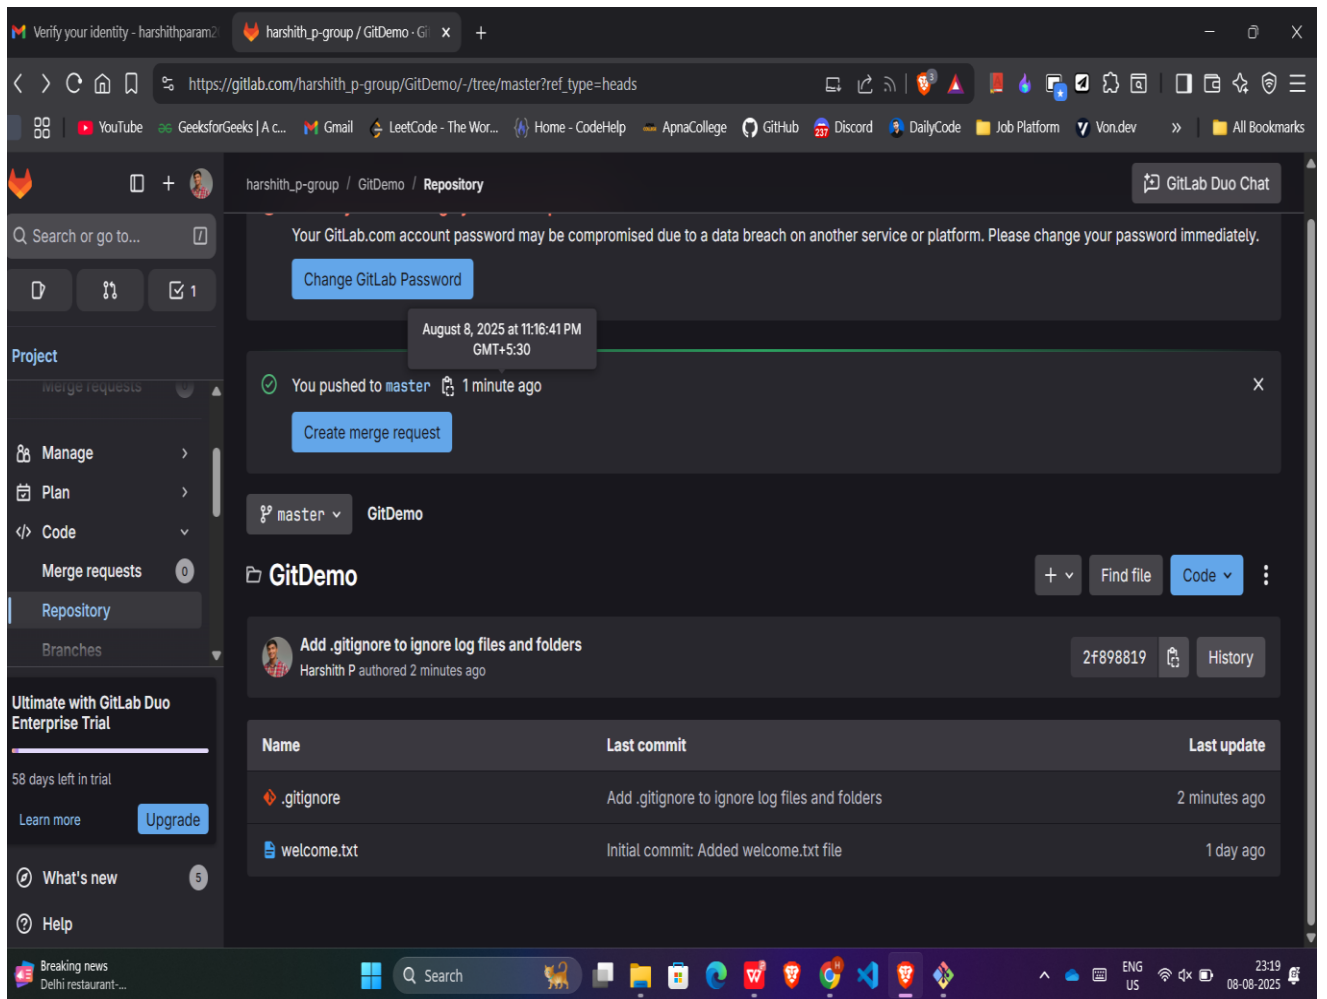 Verify your identity - harshithparam2
harshith_p-group / GitDemo · Gi
https://gitlab.com/harshith_p-group/GitDemo/-/tree/master?ref_type=heads
3
YouTube
GeeksforGeeks | A c...
Gmail
LeetCode - The Wor...
Home - CodeHelp
ApnaCollege
GitHub
237
Discord
DailyCode
Job Platform
Von.dev
»
All Bookmarks
harshith_p-group / GitDemo / Repository
GitLab Duo Chat
Search or go to...
/
1
Project
Merge requests 0
Manage
Plan
Code
Merge requests 0
Repository
Branches
Ultimate with GitLab Duo
Enterprise Trial
58 days left in trial
Learn more
Upgrade
What's new 5
Help
Your GitLab.com account password may be compromised due to a data breach on another service or platform. Please change your password immediately.
Change GitLab Password
August 8, 2025 at 11:16:41 PM
GMT+5:30
You pushed to master 1 minute ago
Create merge request
master
GitDemo
GitDemo
Find file
Code
Add .gitignore to ignore log files and folders
Harshith P authored 2 minutes ago
2f898819
History
Name Last commit Last update
.gitignore Add .gitignore to ignore log files and folders 2 minutes ago
welcome.txt Initial commit: Added welcome.txt file 1 day ago
Breaking news
Delhi restaurant-...
Search
ENG
US
23:19
08-08-2025